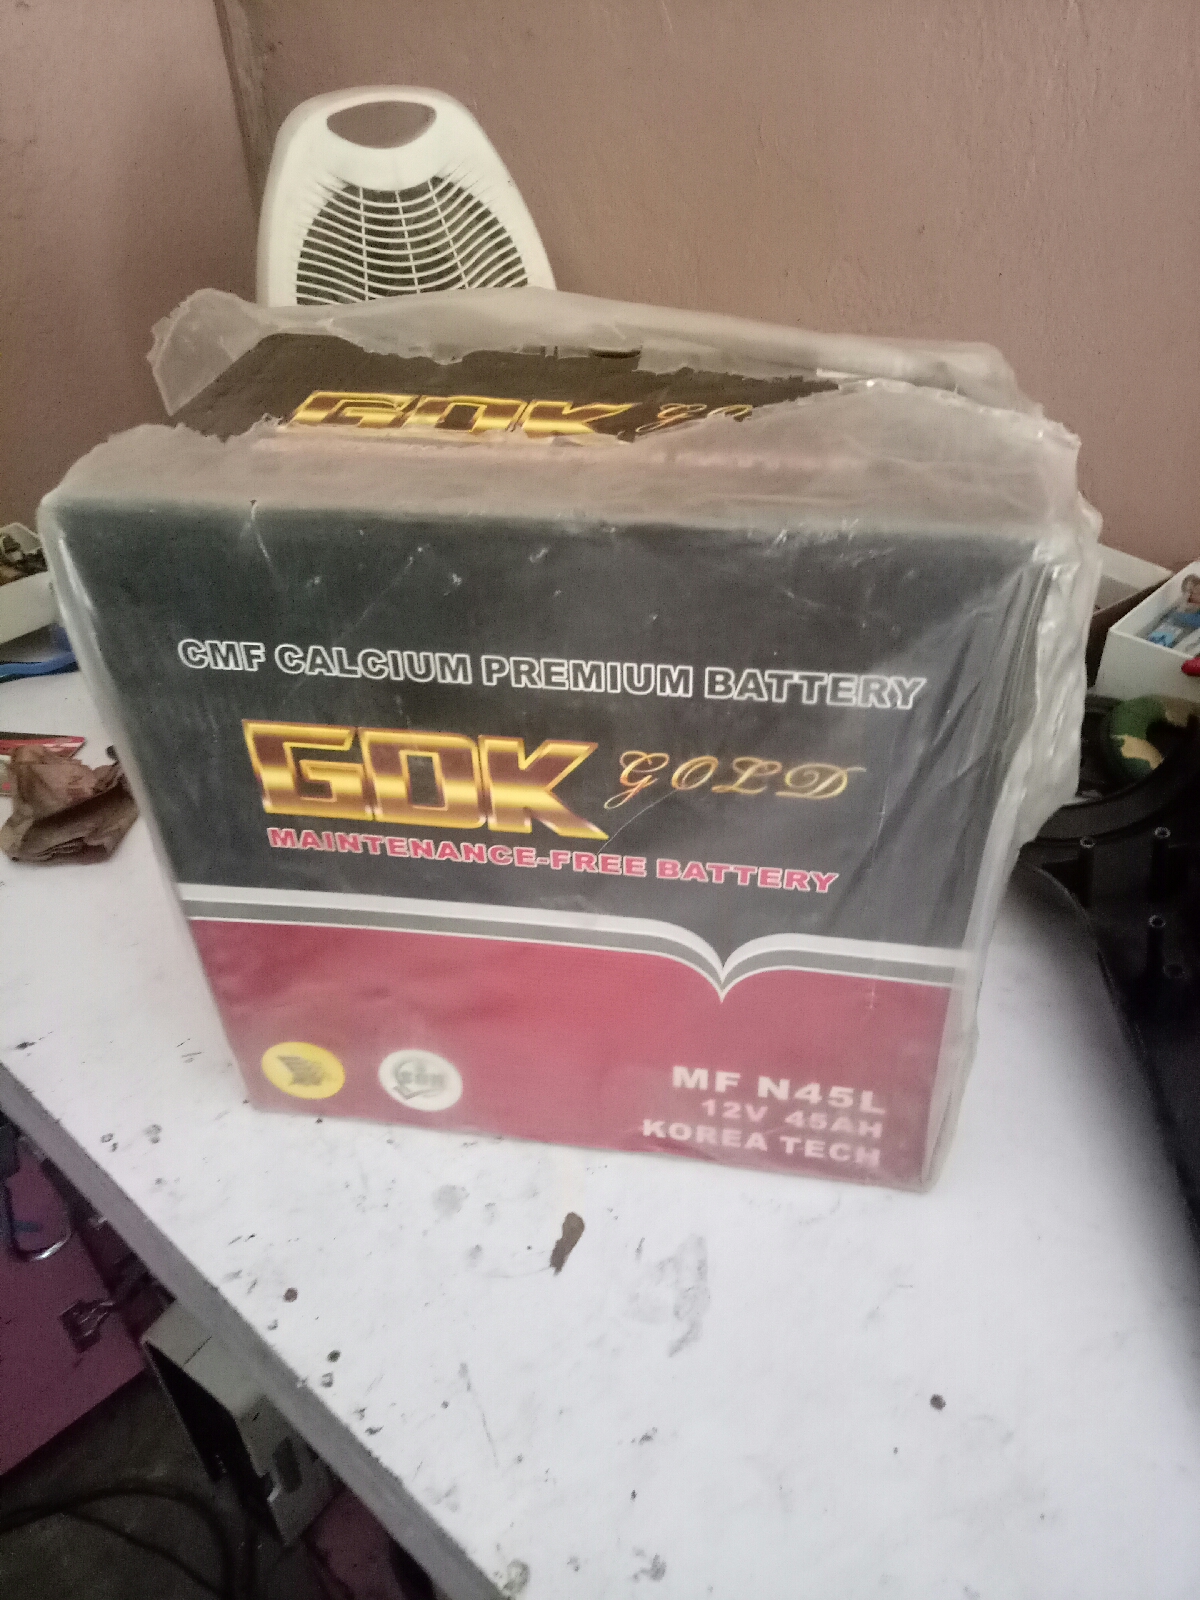 GDK
CMF CALCIUM PREMIUM BATTERY
GDK GOLD
MAINTENANCE-FREE BATTERY
MF N45L
12V 45AH
KOREA TECH